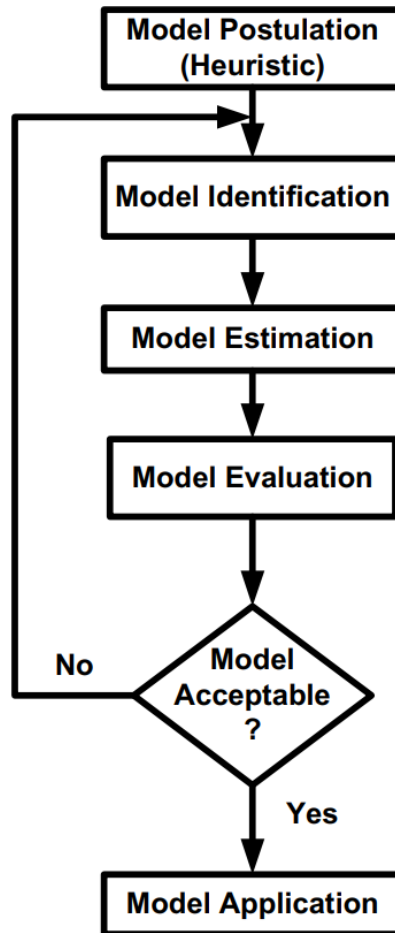 Model Postulation
(Heuristic)
Model Identification
Model Estimation
Model Evaluation
No
Model
Acceptable
?
Yes
Model Application